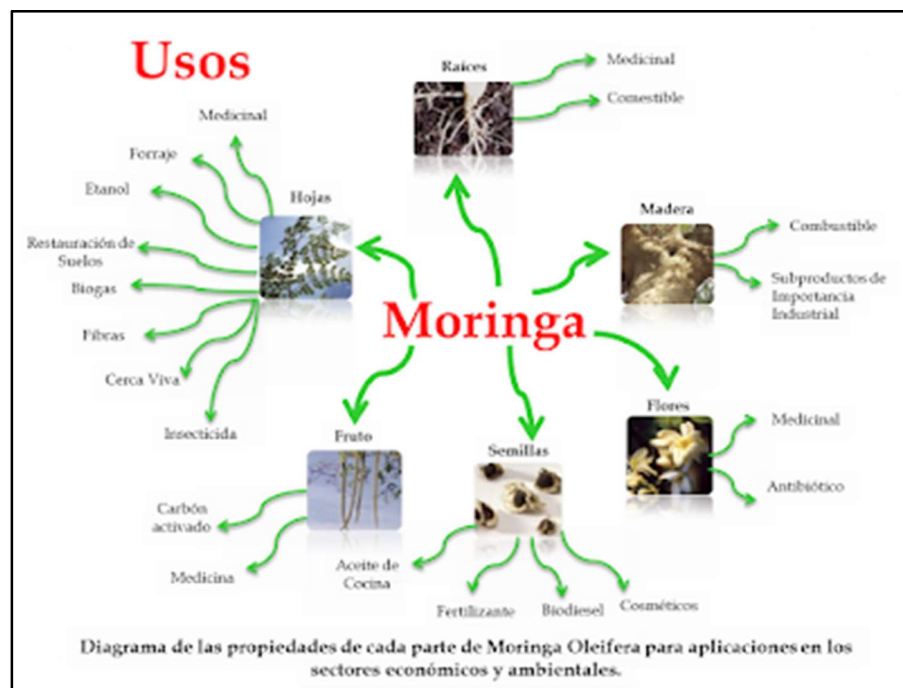 Usos
Raíces
Medicinal
Comestible
Medicinal
Forraje
Etanol
Hojas
Restauración de
Suelos
Biogas
Fibras
Cerca Viva
Insecticida
Madera
Combustible
Subproductos de
Importancia
Industrial
Moringa
Flores
Medicinal
Antibiótico
Fruto
Carbón
activado
Medicina
Semillas
Aceite de
Cocina
Fertilizante
Biodiesel
Cosméticos
Diagrama de las propiedades de cada parte de Moringa Oleifera para aplicaciones en los
sectores económicos y ambientales.